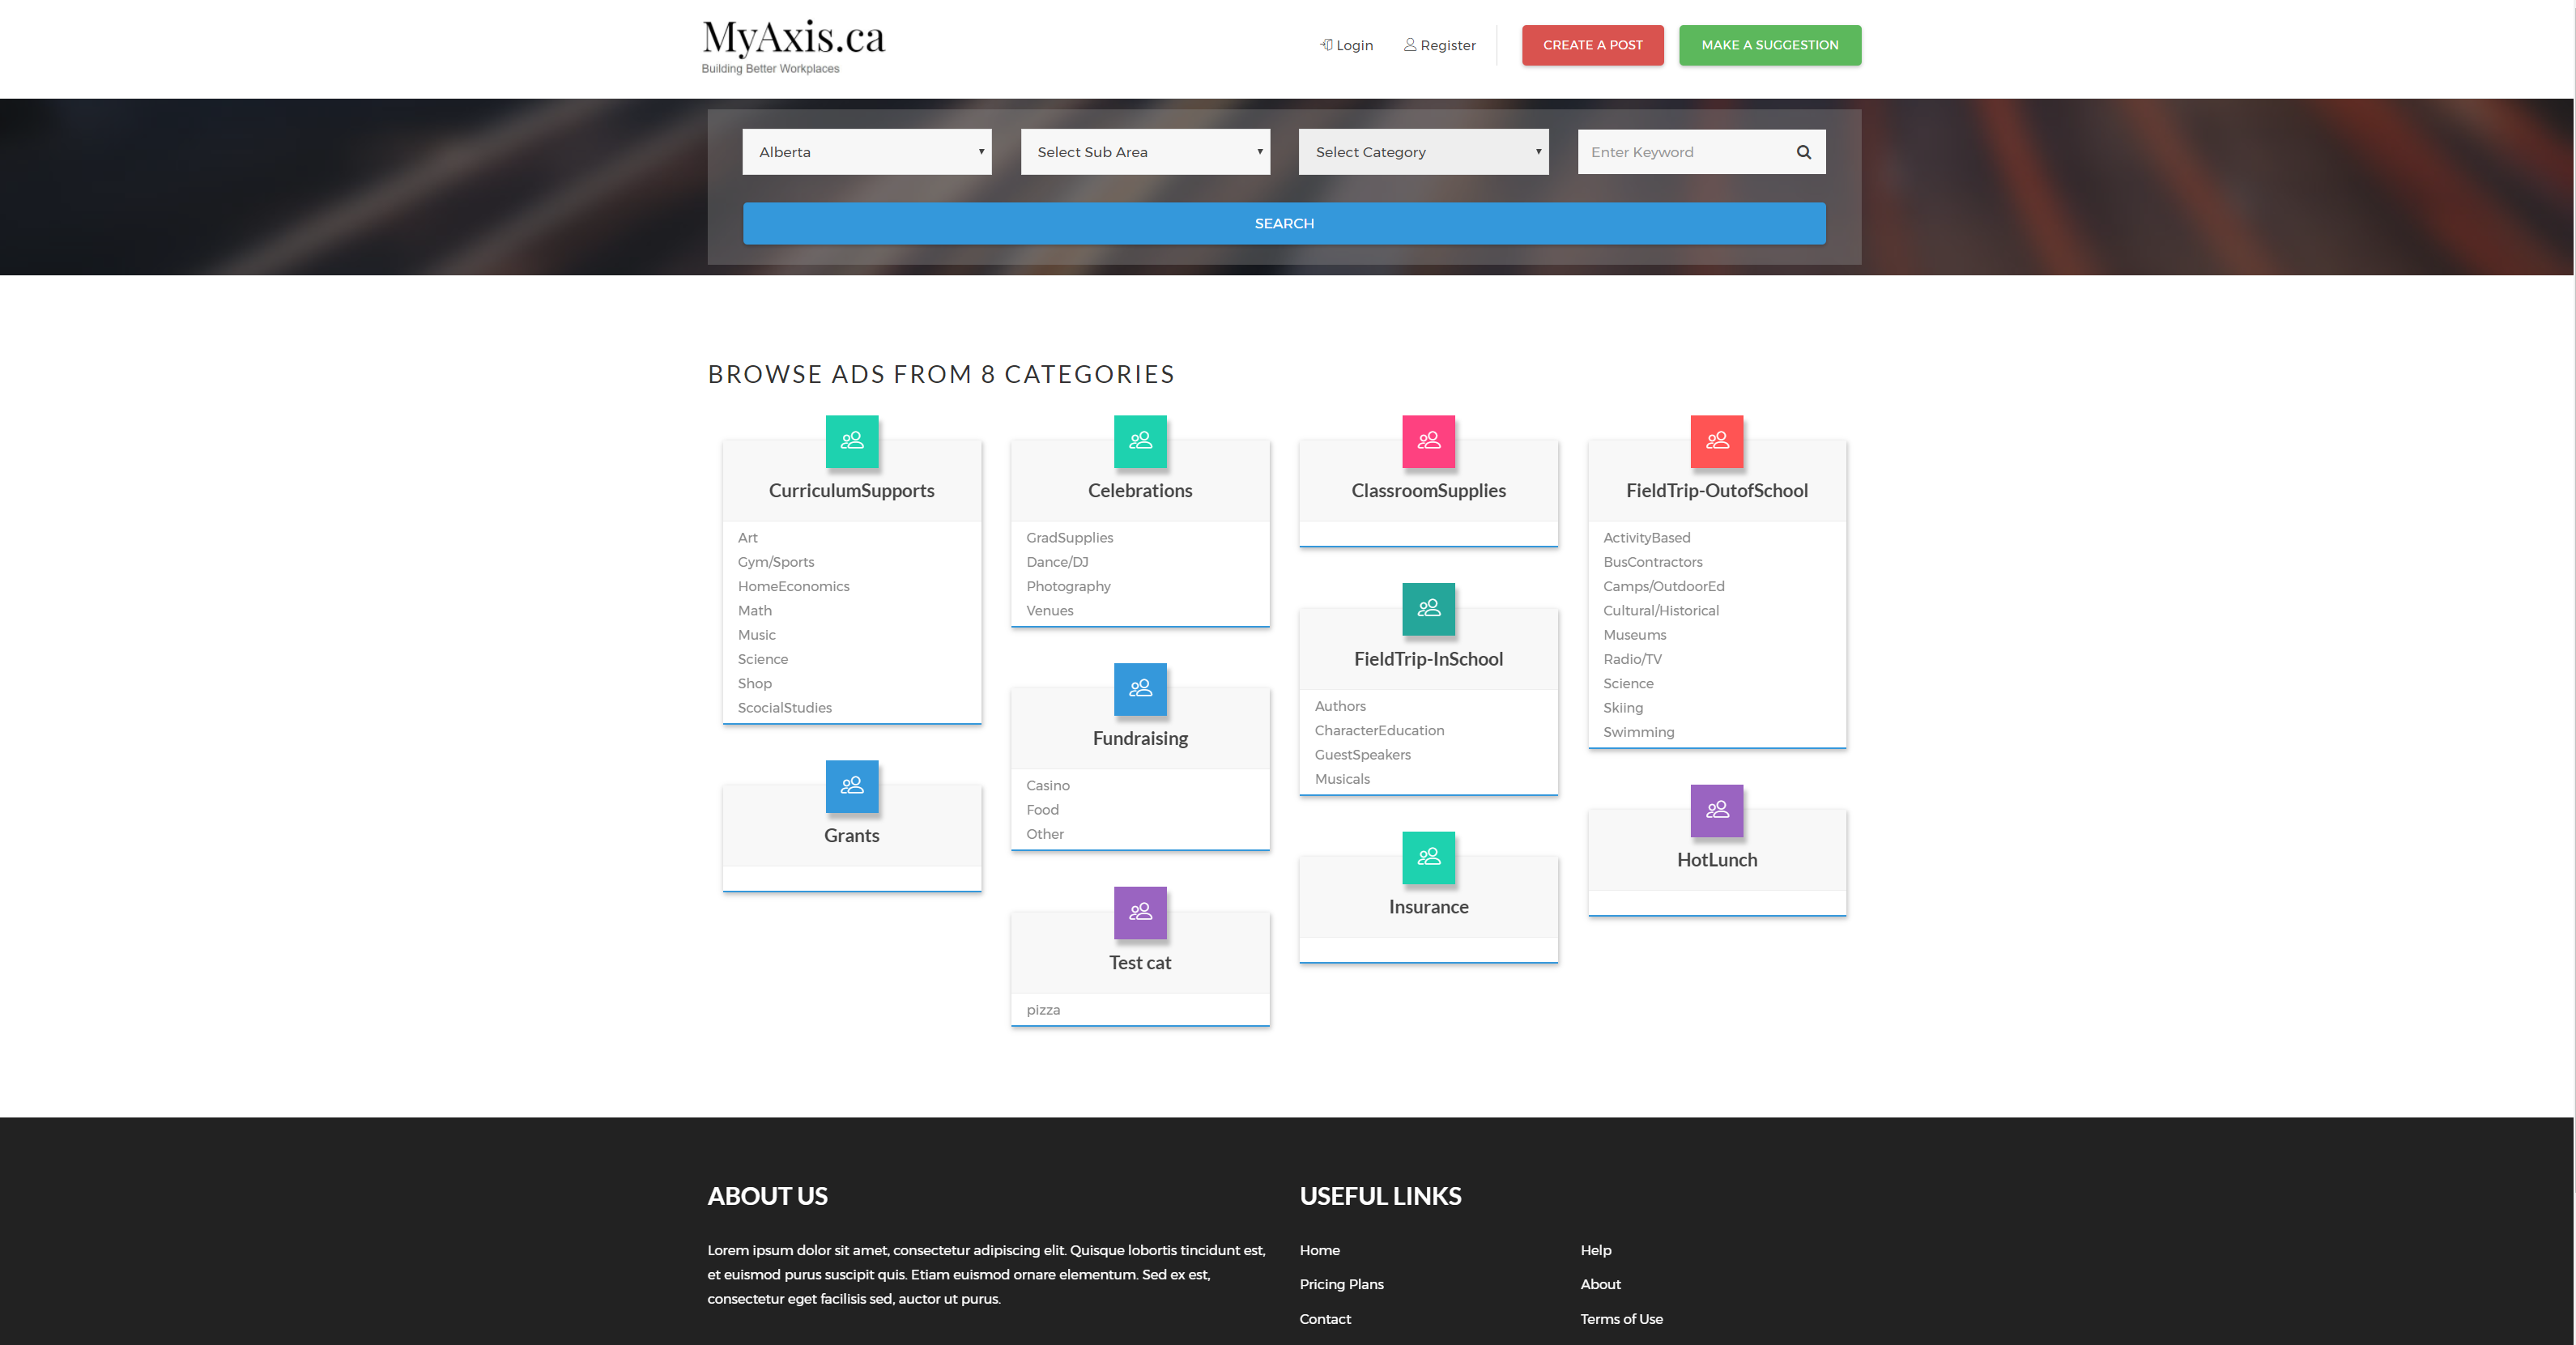 MyAxis.ca
Building Better Workplaces
Login
Register
CREATE A POST
MAKE A SUGGESTION
Alberta
Select Sub Area
Select Category
Enter Keyword
SEARCH
BROWSE ADS FROM 8 CATEGORIES
CurriculumSupports
Art
Gym/Sports
HomeEconomics
Math
Music
Science
Shop
ScocialStudies
Celebrations
GradSupplies
Dance/DJ
Photography
Venues
ClassroomSupplies
FieldTrip-OutofSchool
ActivityBased
BusContractors
Camps/OutdoorEd
Cultural/Historical
Museums
Radio/TV
Science
Skiing
Swimming
FieldTrip-InSchool
Authors
CharacterEducation
GuestSpeakers
Musicals
Fundraising
Casino
Food
Other
Grants
HotLunch
Insurance
Test cat
pizza
ABOUT US
Lorem ipsum dolor sit amet, consectetur adipiscing elit. Quisque lobortis tincidunt est,
et euismod purus suscipit quis. Etiam euismod ornare elementum. Sed ex est,
consectetur eget facilisis sed, auctor ut purus.
USEFUL LINKS
Home
Pricing Plans
Contact
Help
About
Terms of Use